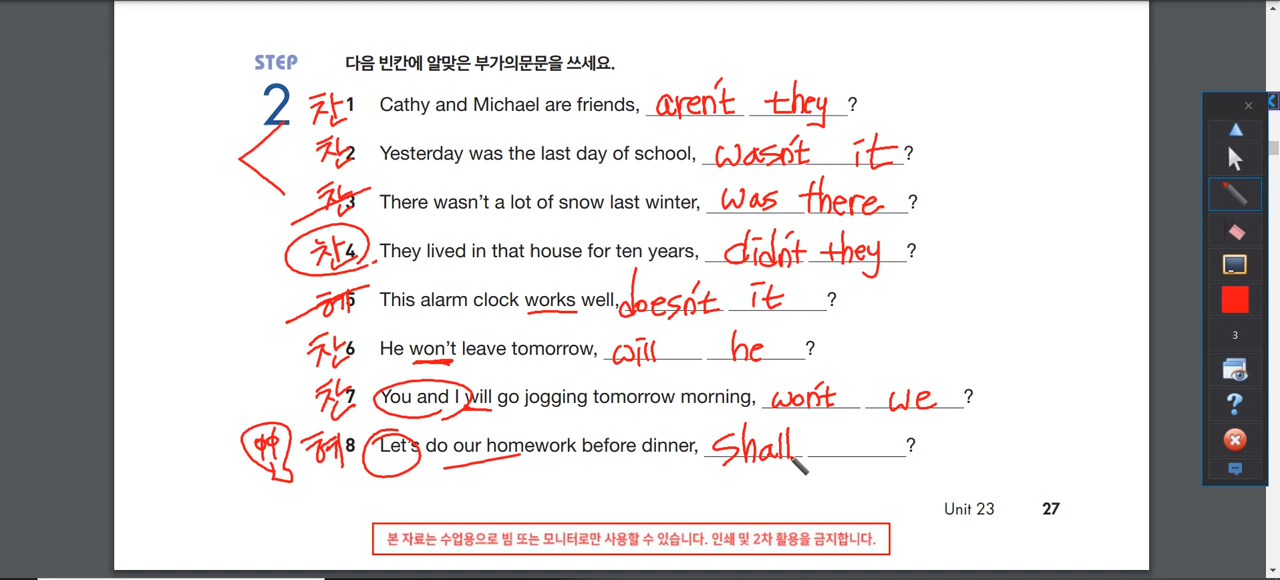 STEP 다음 빈칸에 알맞은 부가의문문을 쓰세요.
2
찬 1 Cathy and Michael are friends, aren't they ?
찬 2 Yesterday was the last day of school, wasn't it ?
찬 3 There wasn't a lot of snow last winter, was there ?
찬 4 They lived in that house for ten years, didn't they ?
혜 5 This alarm clock works well, doesn't it ?
찬 6 He won't leave tomorrow, will he ?
찬 7 You and I will go jogging tomorrow morning, won't we ?
혜 8 Let's do our homework before dinner, shall ?
Unit 23 27
본 자료는 수업용으로 빔 또는 모니터로만 사용할 수 있습니다. 인쇄 및 2차 활용을 금지합니다.
3